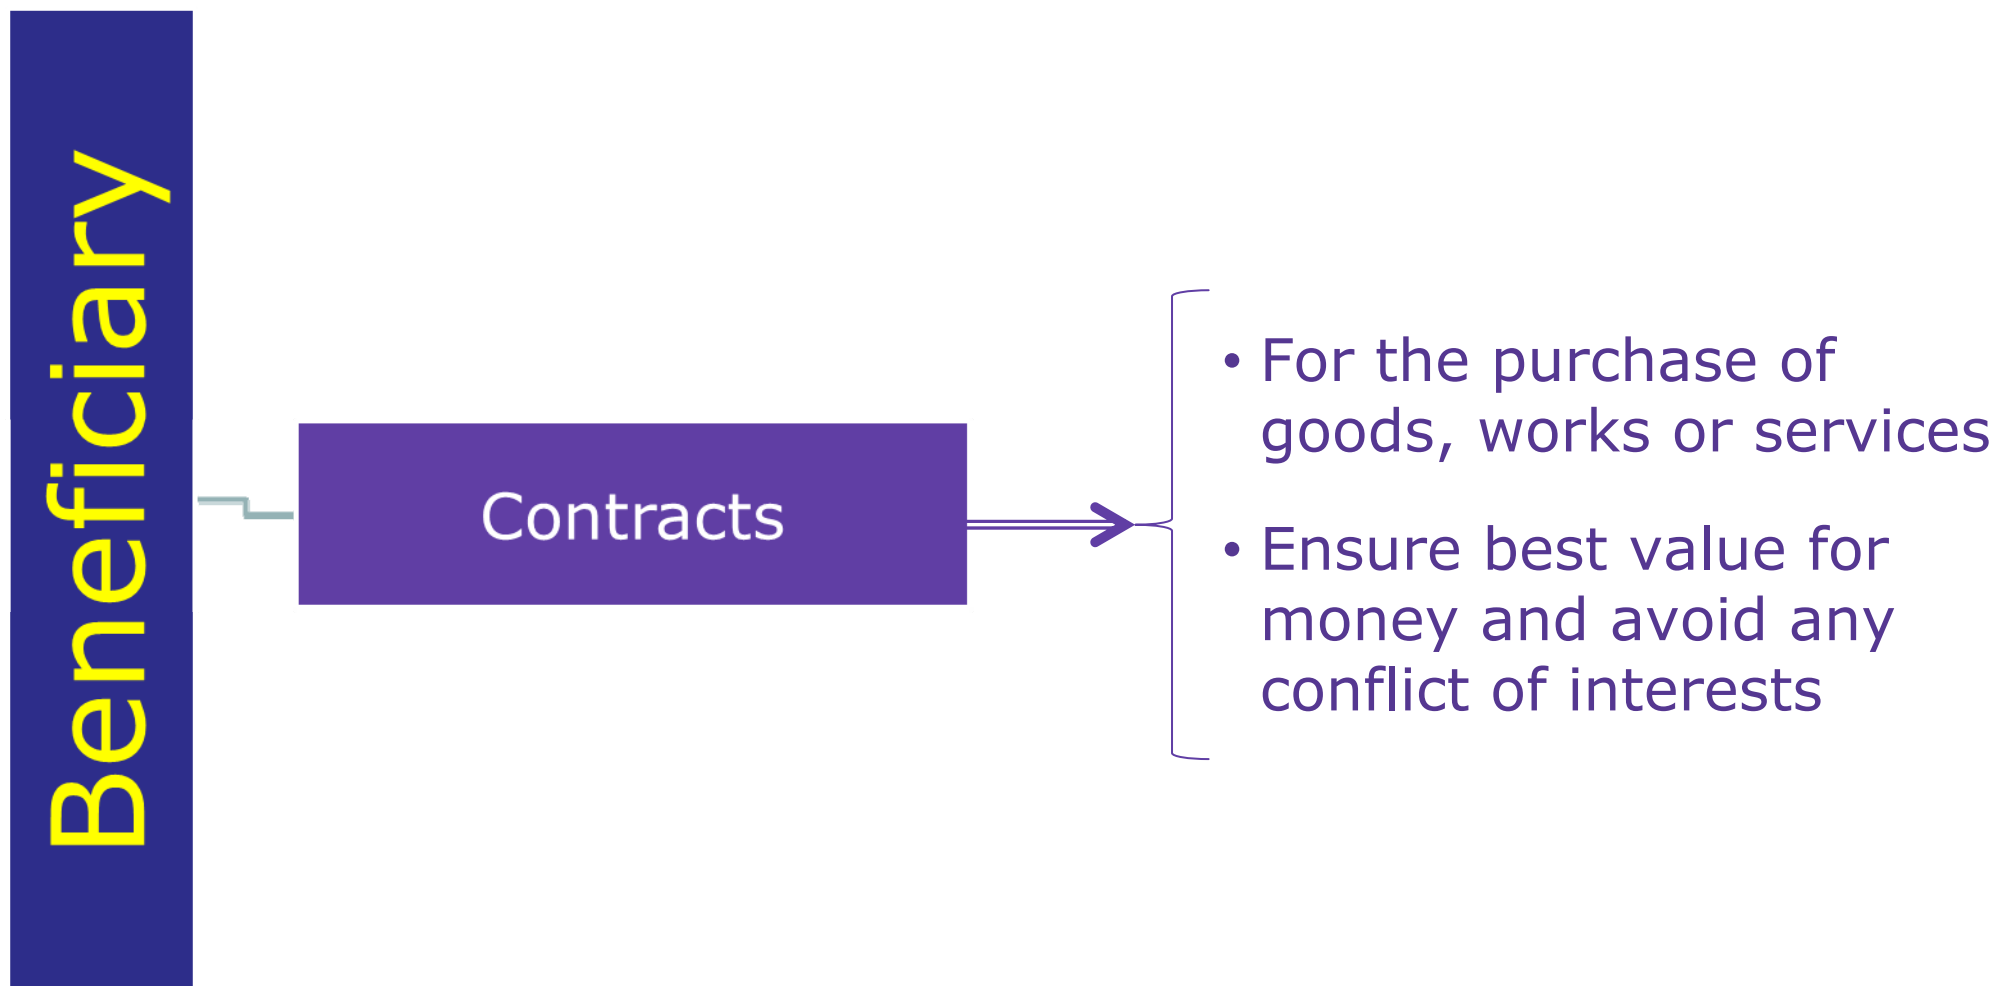 Beneficiary
Contracts
• For the purchase of
goods, works or services
• Ensure best value for
money and avoid any
conflict of interests